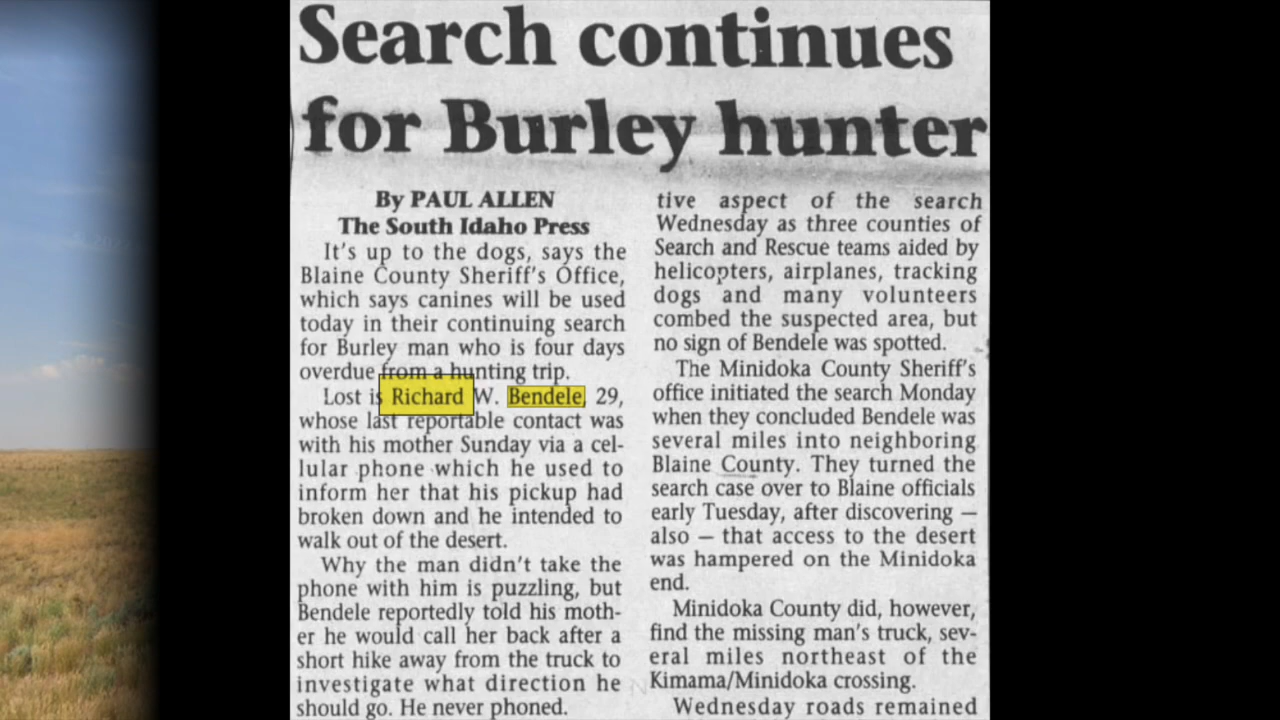 Search continues
for Burley hunter
By PAUL ALLEN
The South Idaho Press
It's up to the dogs, says the
Blaine County Sheriff's Office,
which says canines will be used
today in their continuing search
for Burley man who is four days
overdue from a hunting trip.
Lost is Richard W. Bendele, 29,
whose last reportable contact was
with his mother Sunday via a cel-
lular phone which he used to
inform her that his pickup had
broken down and he intended to
walk out of the desert.
Why the man didn't take the
phone with him is puzzling, but
Bendele reportedly told his moth-
er he would call her back after a
short hike away from the truck to
investigate what direction he
should go. He never phoned.
tive aspect of the search
Wednesday as three counties of
Search and Rescue teams aided by
helicopters, airplanes, tracking
dogs and many volunteers
combed the suspected area, but
no sign of Bendele was spotted.
The Minidoka County Sheriff's
office initiated the search Monday
when they concluded Bendele was
several miles into neighboring
Blaine County. They turned the
search case over to Blaine officials
early Tuesday, after discovering —
also — that access to the desert
was hampered on the Minidoka
end.
Minidoka County did, however,
find the missing man's truck, sev-
eral miles northeast of the
Kimama/Minidoka crossing.
Wednesday roads remained